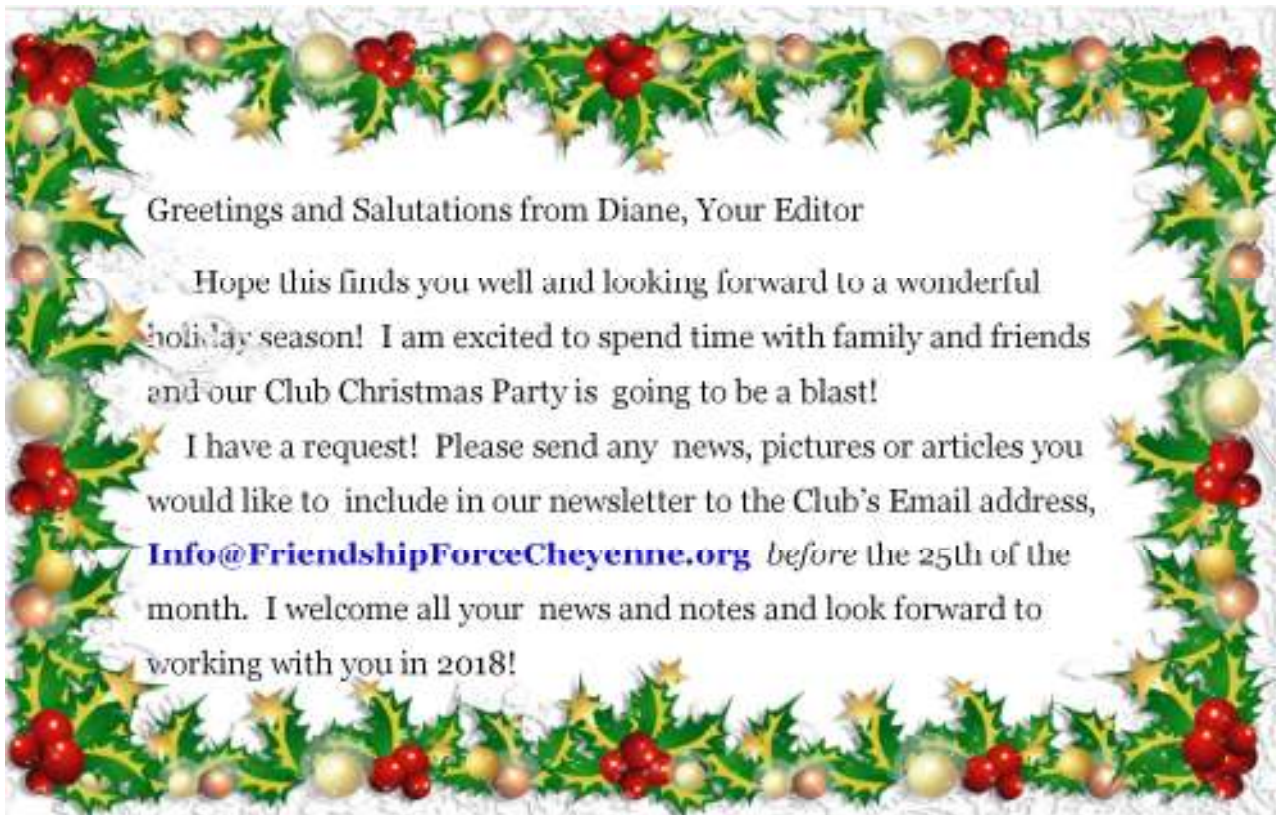 Greetings and Salutations from Diane, Your Editor
Hope this finds you well and looking forward to a wonderful
holiday season! I am excited to spend time with family and friends
and our Club Christmas Party is going to be a blast!
I have a request! Please send any news, pictures or articles you
would like to include in our newsletter to the Club's Email address,
Info@FriendshipForceCheyenne.org before the 25th of the
month. I welcome all your news and notes and look forward to
working with you in 2018!